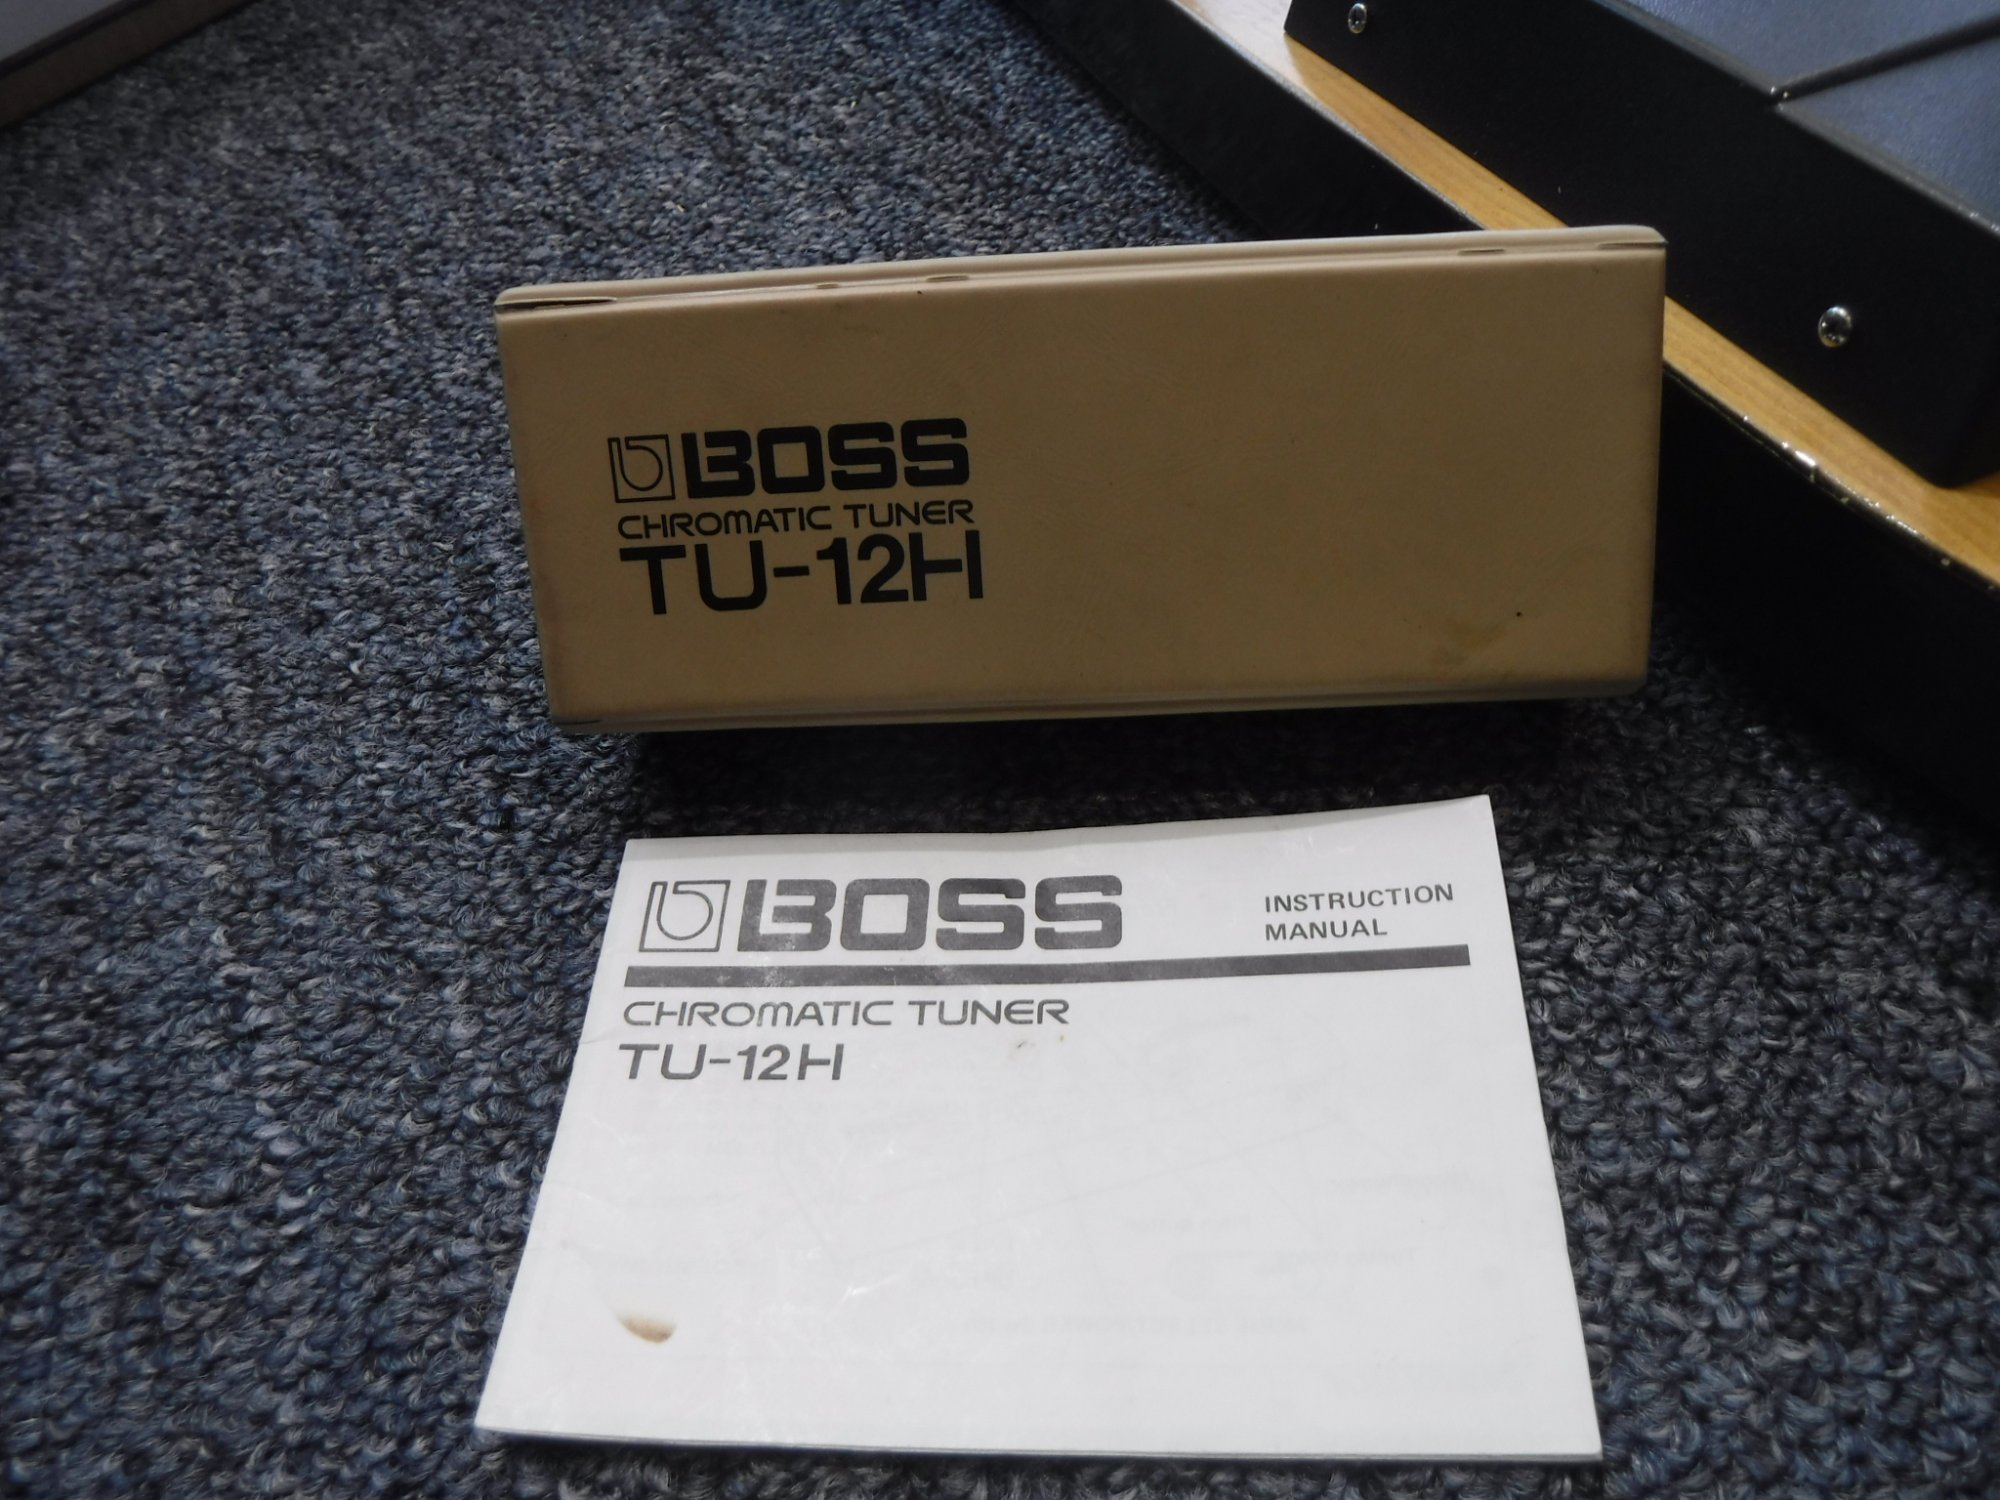 BOSS
CHROMATIC TUNER
TU-12H
BOSS
INSTRUCTION
MANUAL
CHROMATIC TUNER
TU-12H